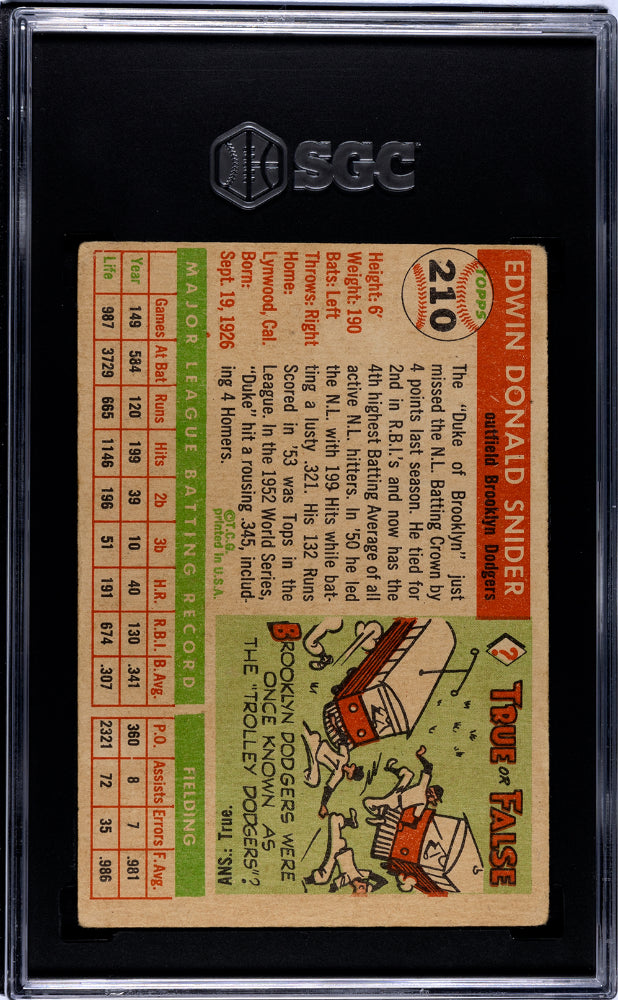 SGC
EDWIN DONALD SNIDER
outfield Brooklyn Dodgers
TOPPS
210
Height: 6'
Weight: 190
Bats: Left
Throws: Right
Home:
Lynwood, Cal.
Born:
Sept. 19, 1926
The "Duke of Brooklyn" just
missed the N.L. Batting Crown by
4 points last season. He tied for
2nd in R.B.I.'s and now has the
4th highest Batting Average of all
active N.L. hitters. In '50 he led
the N.L. with 199 Hits while bat-
ting a lusty .321. His 132 Runs
Scored in '53 was Tops in the
League. In the 1952 World Series,
"Duke" hit a rousing .345, includ-
ing 4 Homers.
©T.C.G.
printed in U.S.A.
?
TRUE OR FALSE
BROOKLYN DODGERS WERE
ONCE KNOWN AS
THE "TROLLEY DODGERS"?
ANS.: True.
MAJOR LEAGUE BATTING RECORD FIELDING
Games At Bat Runs Hits 2b 3b H.R. R.B.I. B.Avg. P.O. Assists Errors F.Avg.
Year 149 584 120 199 39 10 40 130 .341 360 8 7 .981
Life 987 3729 665 1146 196 51 191 674 .307 2321 72 35 .986